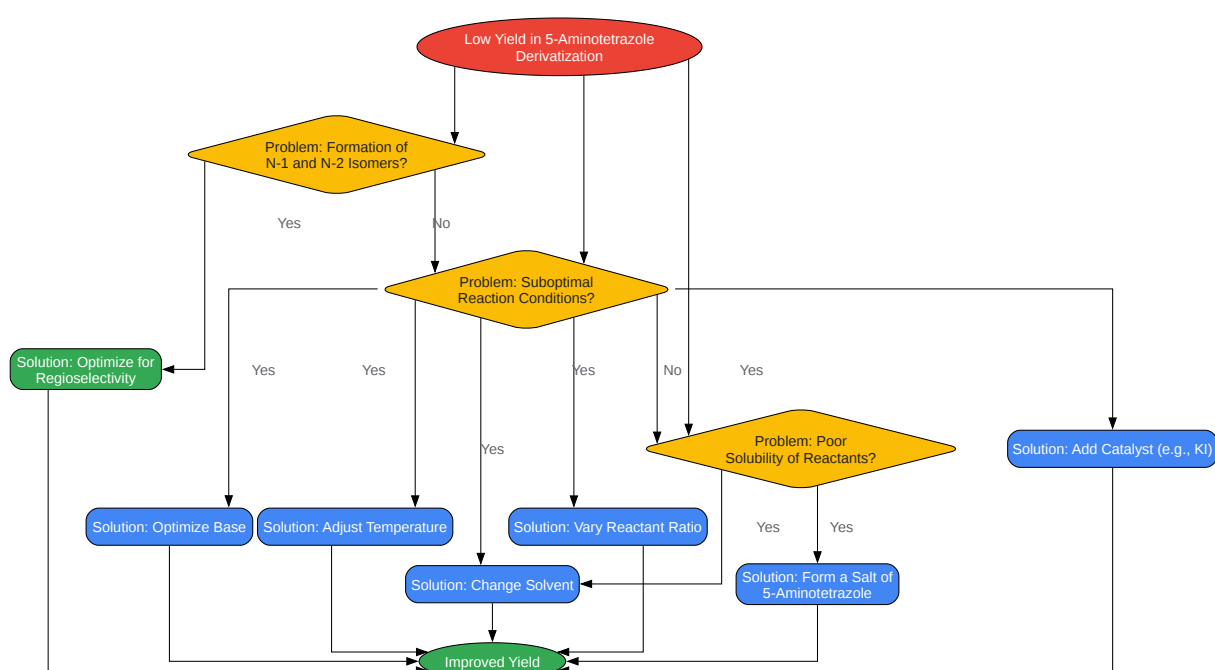 Low Yield in 5-Aminotetrazole
Derivatization
Problem: Formation of
N-1 and N-2 Isomers?
Yes
No
Problem: Suboptimal
Reaction Conditions?
Solution: Optimize for
Regioselectivity
Yes
Yes
Yes
No
Yes
Yes
Problem: Poor
Solubility of Reactants?
Solution: Add Catalyst (e.g., KI)
Solution: Optimize Base
Solution: Adjust Temperature
Solution: Vary Reactant Ratio
Yes
Yes
Solution: Change Solvent
Solution: Form a Salt of
5-Aminotetrazole
Improved Yield